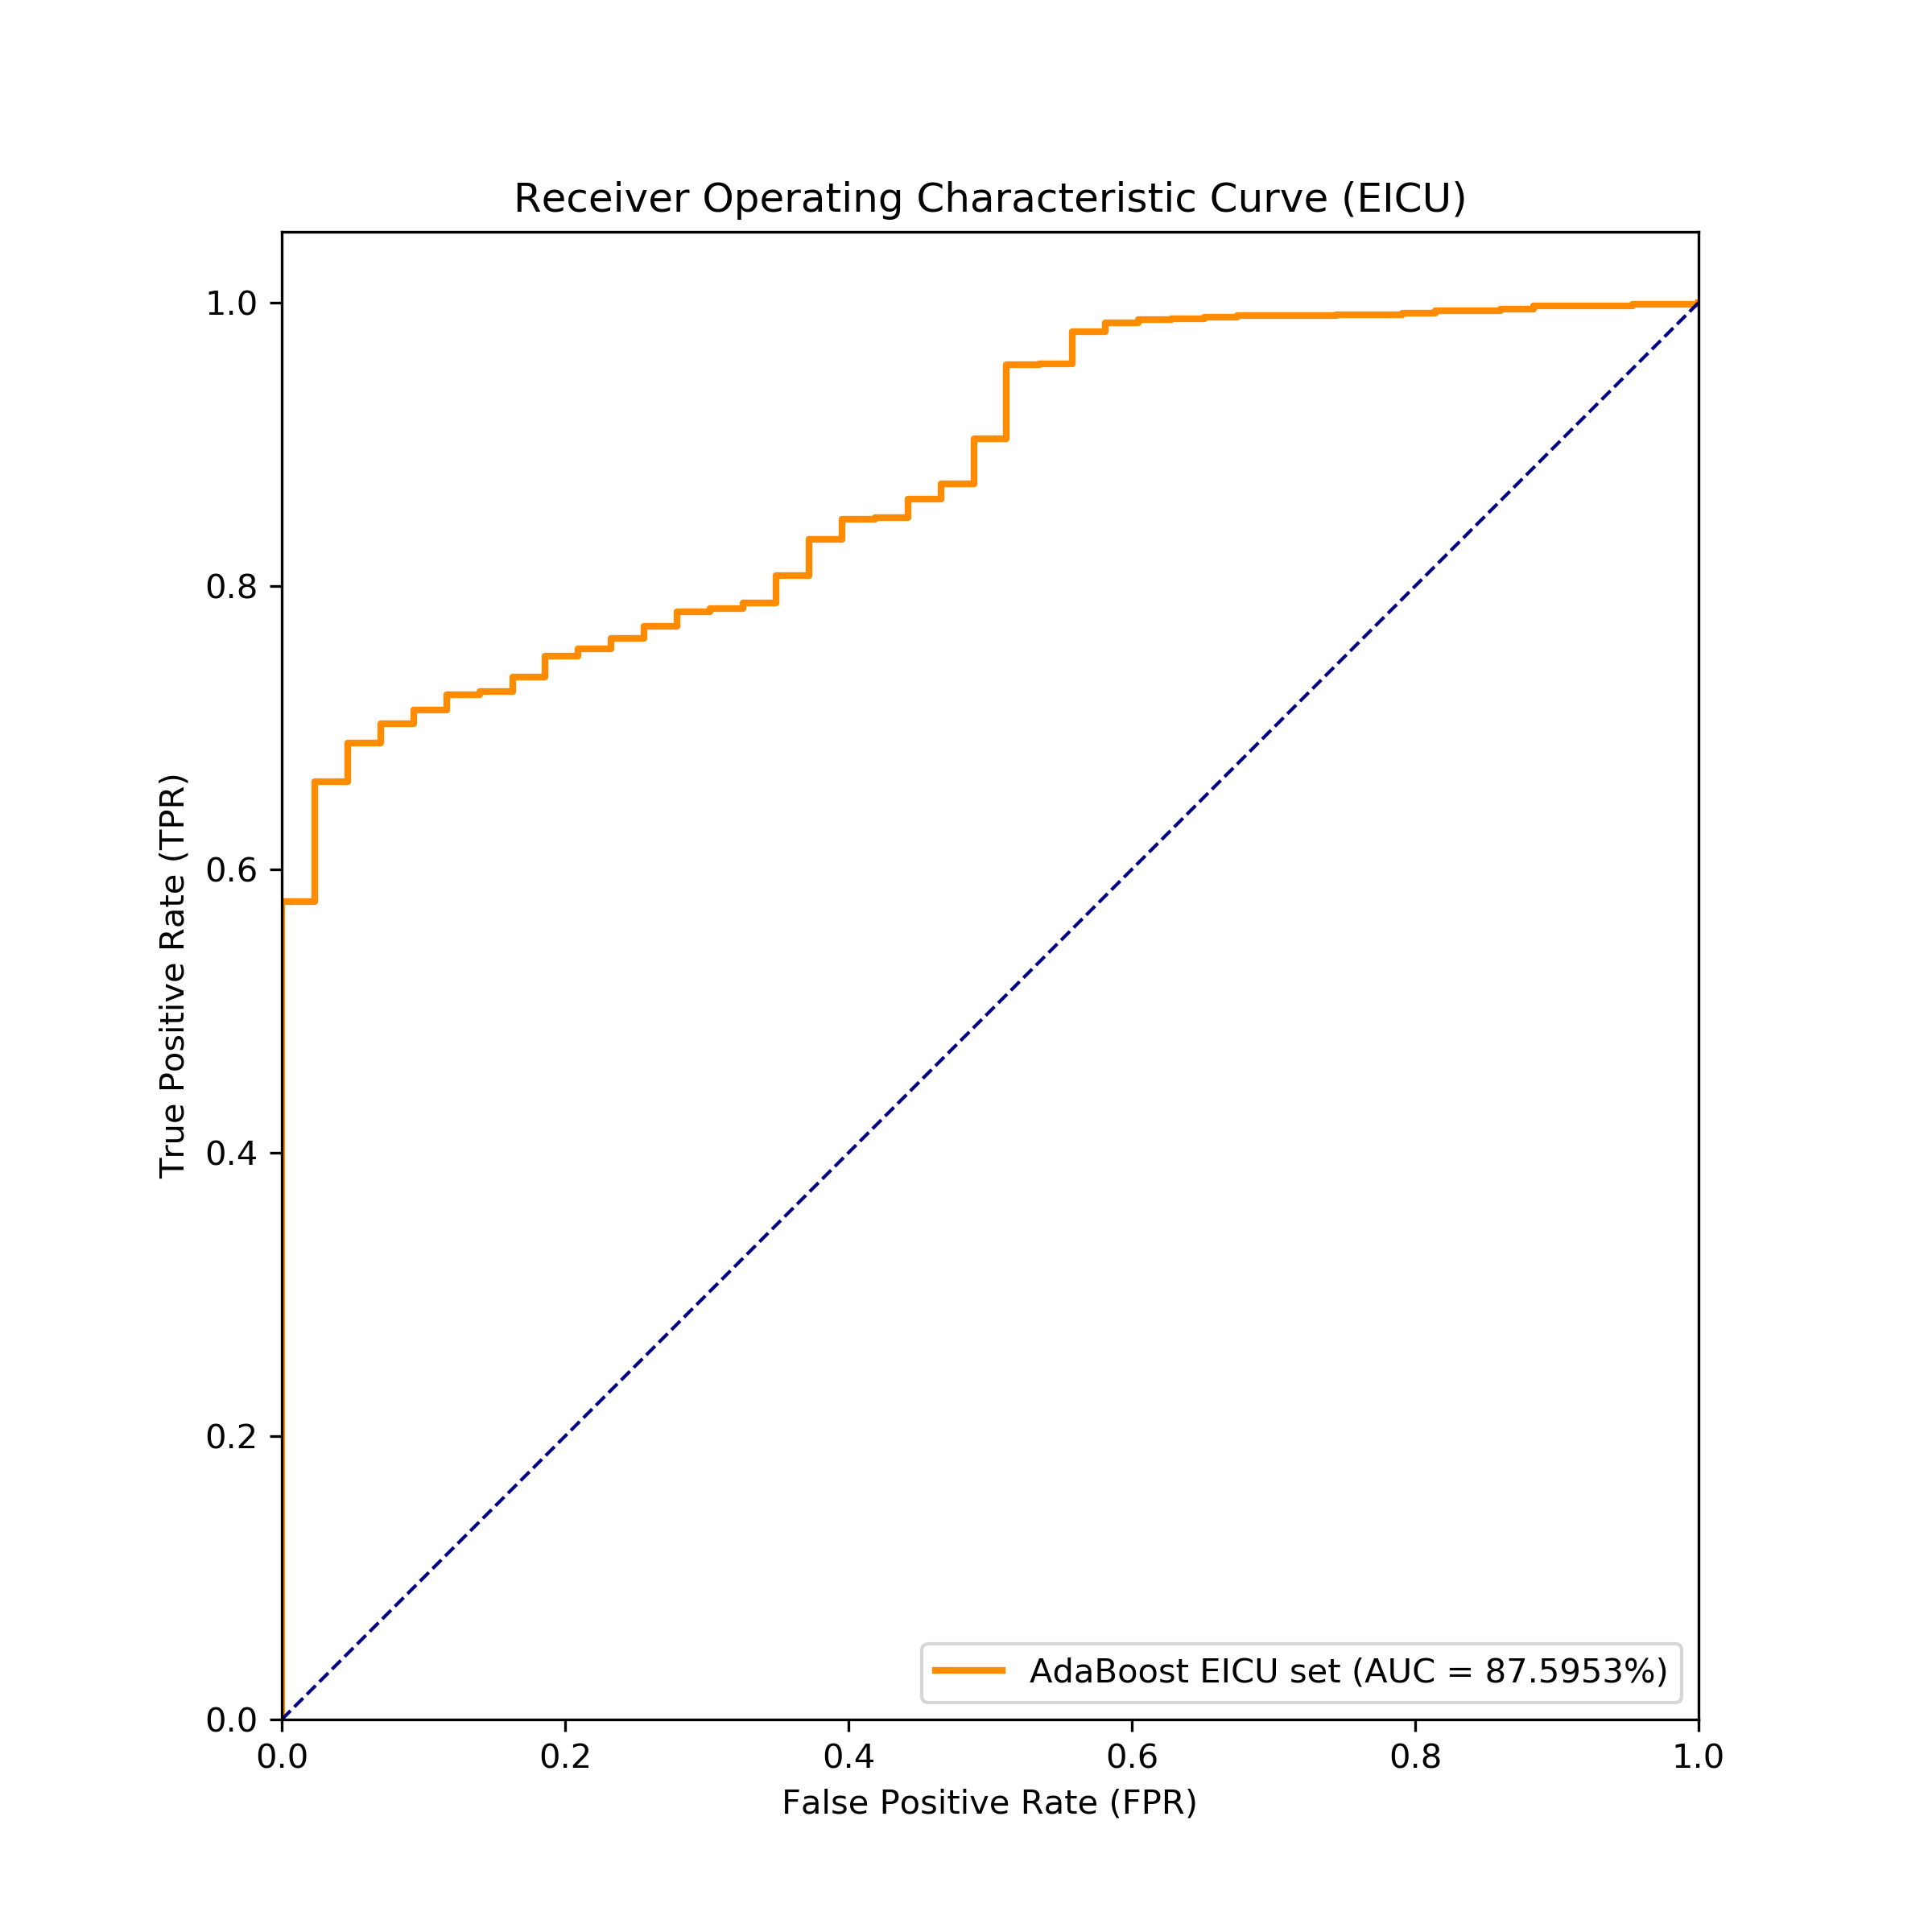 Receiver Operating Characteristic Curve (EICU)
True Positive Rate (TPR)
1.0
0.8
0.6
0.4
0.2
0.0
AdaBoost EICU set (AUC = 87.5953%)
0.0 0.2 0.4 0.6 0.8 1.0
False Positive Rate (FPR)